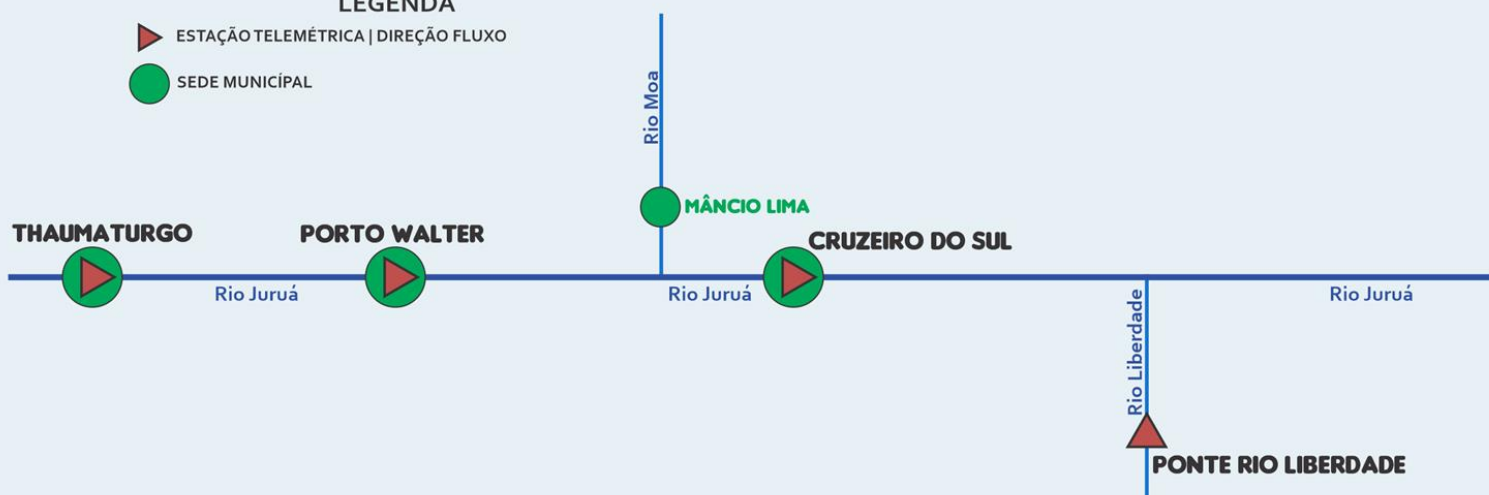 LEGENDA
ESTAÇÃO TELEMÉTRICA | DIREÇÃO FLUXO
SEDE MUNICÍPAL
Rio Moa
MÂNCIO LIMA
THAUMATURGO
PORTO WALTER
CRUZEIRO DO SUL
Rio Juruá
Rio Juruá
Rio Juruá
Rio Liberdade
PONTE RIO LIBERDADE